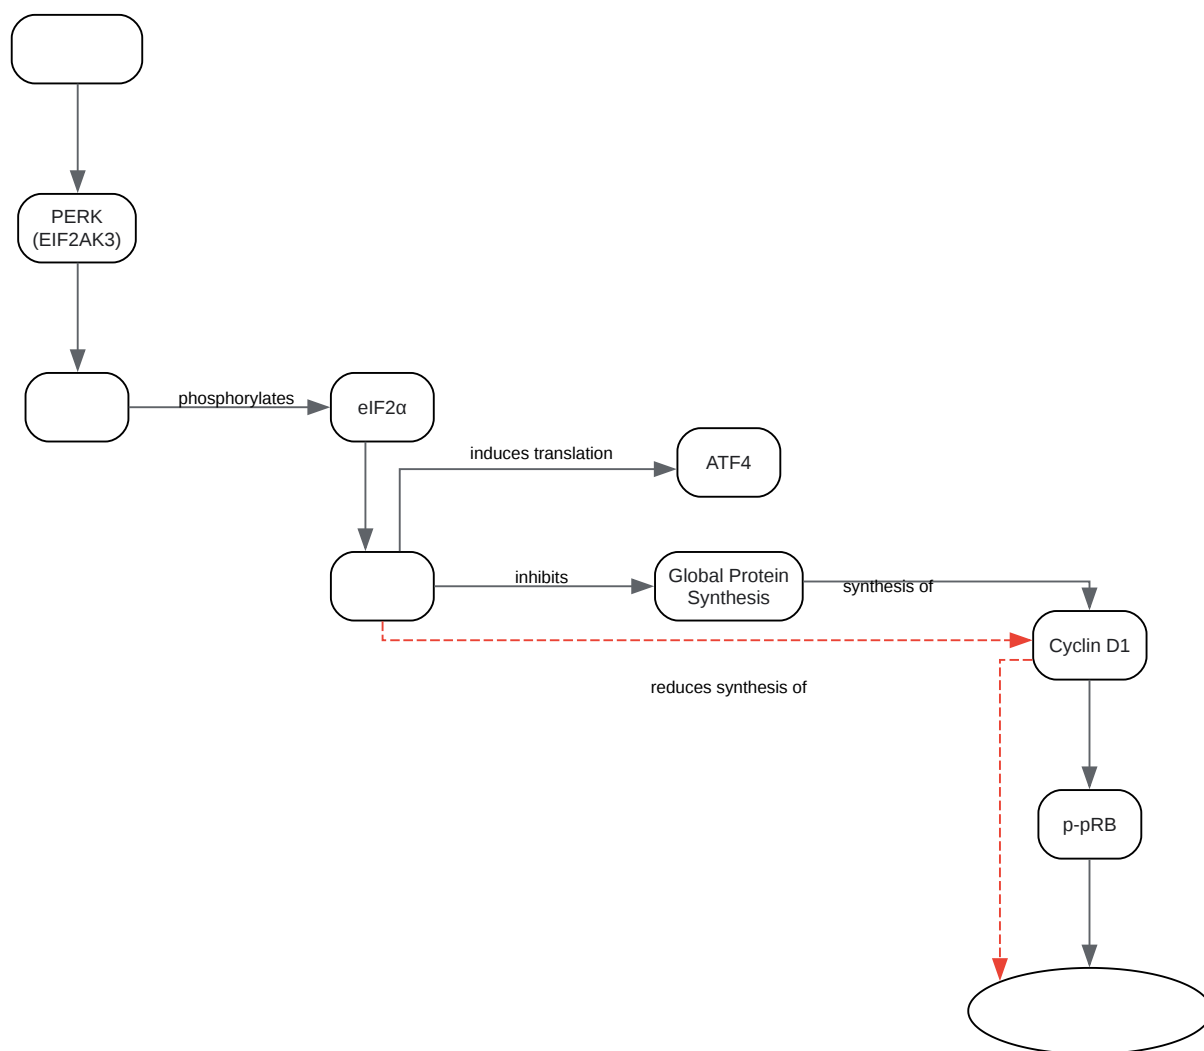 PERK
(EIF2AK3)
phosphorylates
eIF2α
induces translation
ATF4
inhibits
Global Protein
Synthesis
synthesis of
Cyclin D1
reduces synthesis of
p-pRB